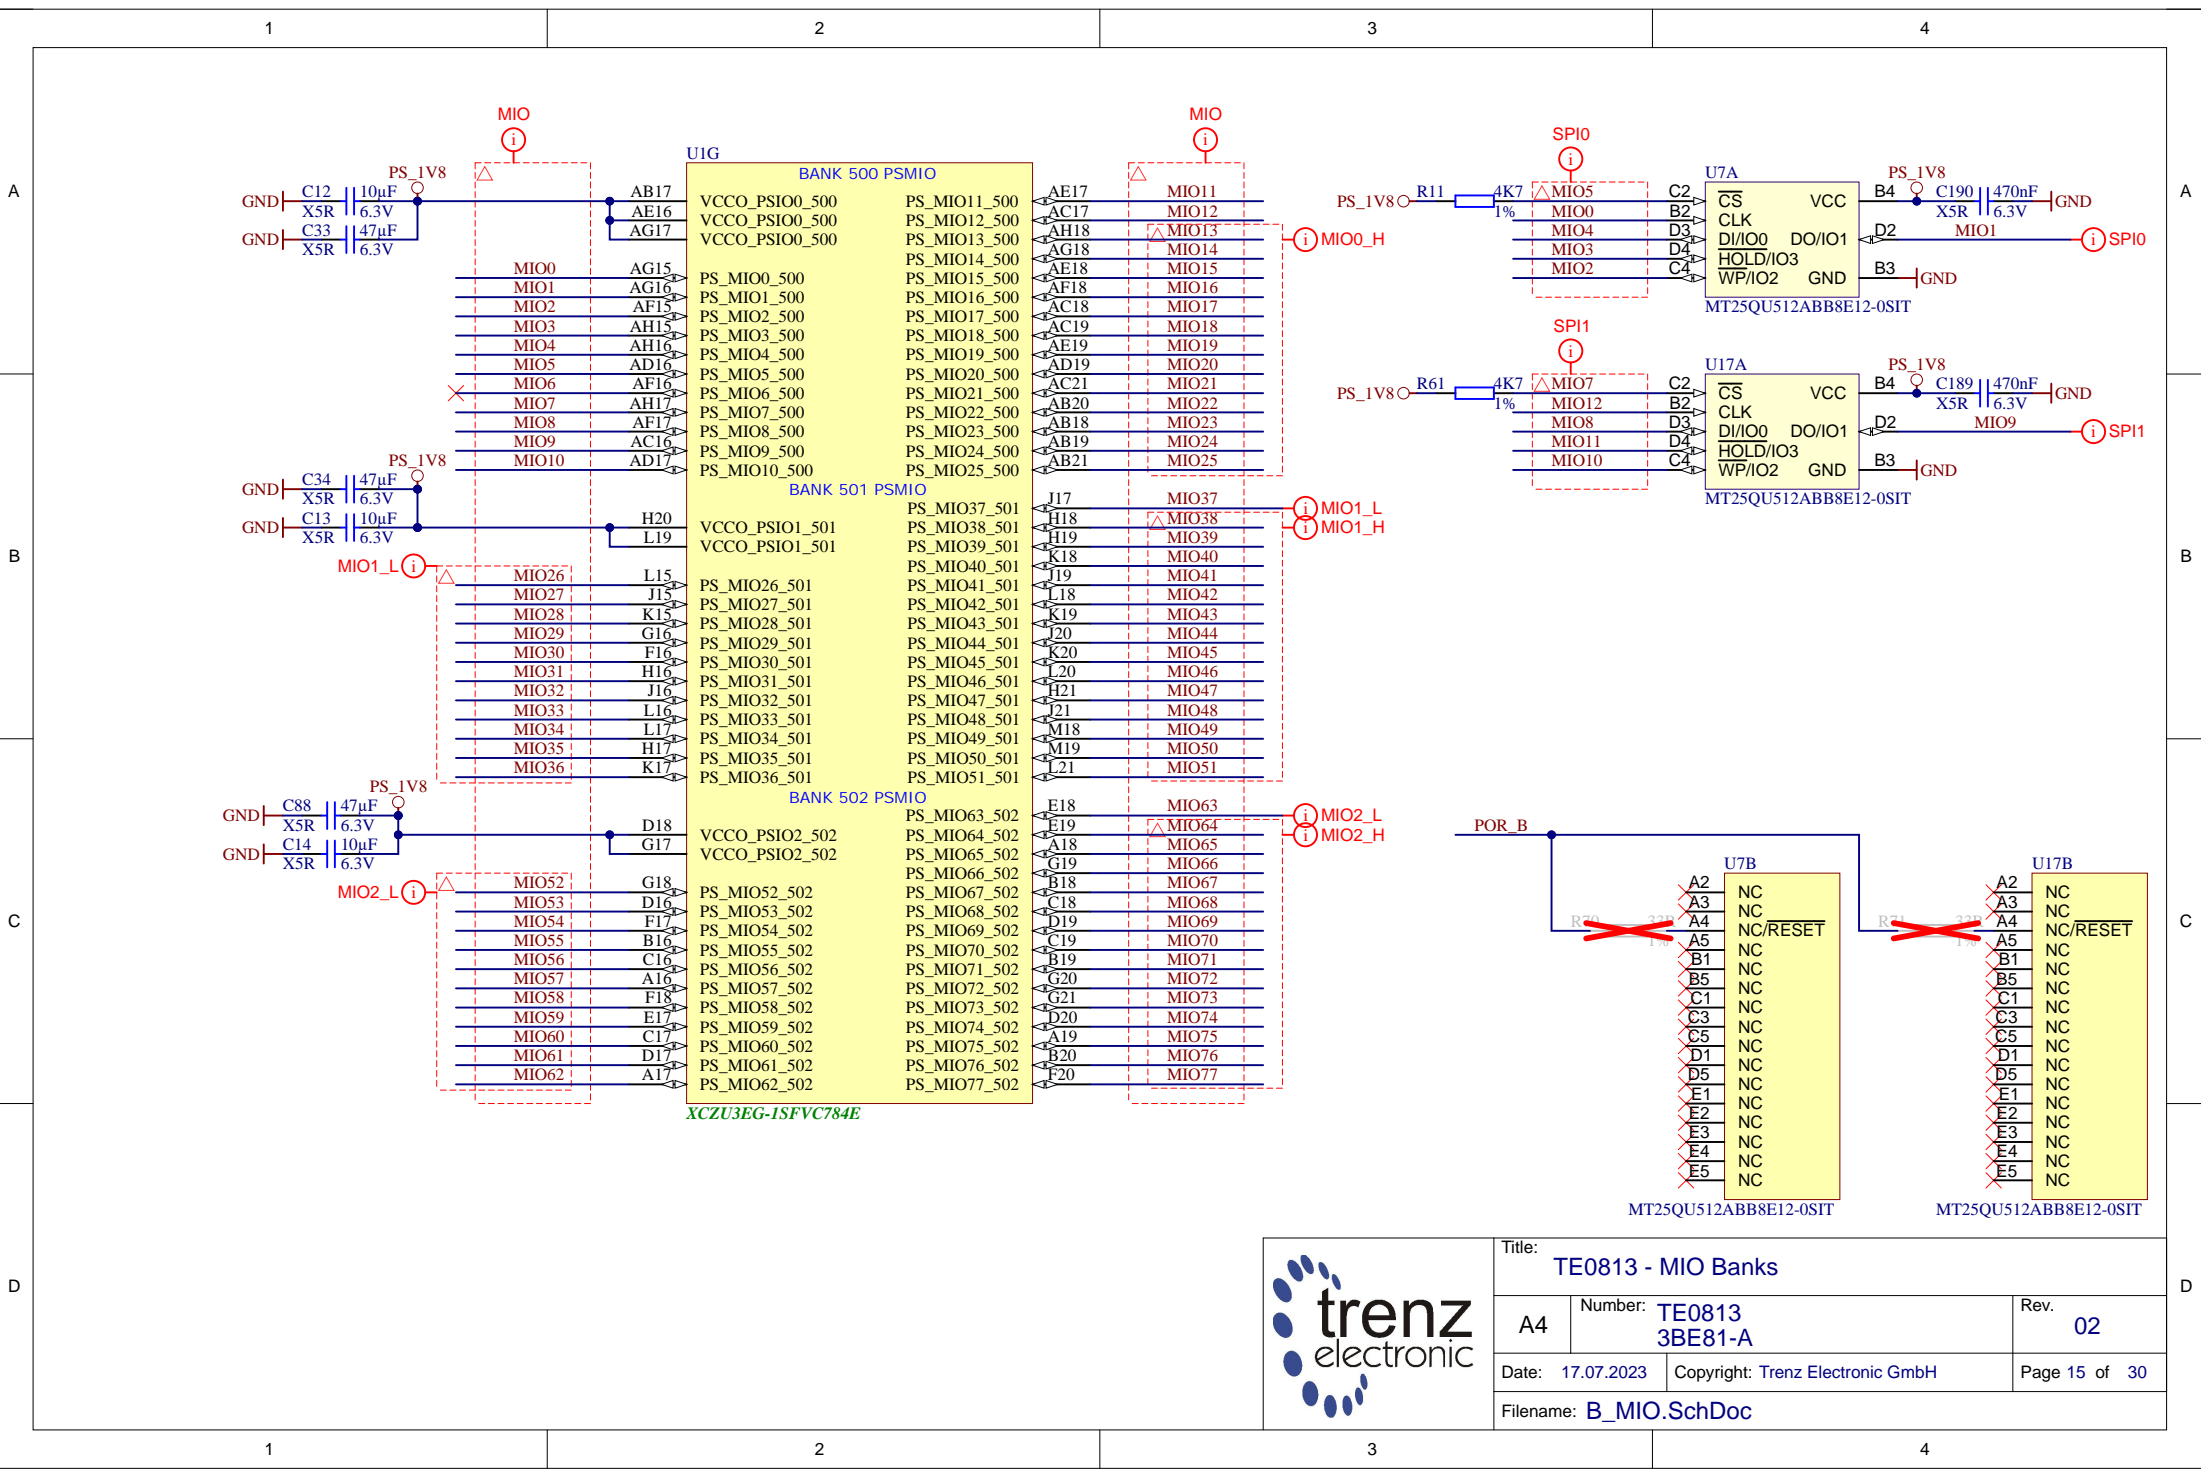 1 2 3 4
A
B
C
D
MIO
PS_1V8
GND C12 10µF
X5R 6.3V
GND C33 47µF
X5R 6.3V
MIO0 AG15
MIO1 AG16
MIO2 AF15
MIO3 AH15
MIO4 AH16
MIO5 AD16
MIO6 AF16
MIO7 AH17
MIO8 AF17
MIO9 AC16
MIO10 AD17
PS_1V8
GND C34 47µF
X5R 6.3V
GND C13 10µF
X5R 6.3V
H20
L19
MIO1_L
MIO26 L15
MIO27 J15
MIO28 K15
MIO29 G16
MIO30 F16
MIO31 H16
MIO32 J16
MIO33 L16
MIO34 L17
MIO35 H17
MIO36 K17
PS_1V8
GND C88 47µF
X5R 6.3V
GND C14 10µF
X5R 6.3V
D18
G17
MIO2_L
MIO52 G18
MIO53 D16
MIO54 F17
MIO55 B16
MIO56 C16
MIO57 A16
MIO58 F18
MIO59 E17
MIO60 C17
MIO61 D17
MIO62 A17
U1G
BANK 500 PSMIO
AB17 VCCO_PSIO0_500 PS_MIO11_500 AE17 MIO11
AE16 VCCO_PSIO0_500 PS_MIO12_500 AC17 MIO12
AG17 VCCO_PSIO0_500 PS_MIO13_500 AH18 MIO13
PS_MIO14_500 AG18 MIO14
PS_MIO0_500 PS_MIO15_500 AE18 MIO15
PS_MIO1_500 PS_MIO16_500 AF18 MIO16
PS_MIO2_500 PS_MIO17_500 AC18 MIO17
PS_MIO3_500 PS_MIO18_500 AC19 MIO18
PS_MIO4_500 PS_MIO19_500 AE19 MIO19
PS_MIO5_500 PS_MIO20_500 AD19 MIO20
PS_MIO6_500 PS_MIO21_500 AC21 MIO21
PS_MIO7_500 PS_MIO22_500 AB20 MIO22
PS_MIO8_500 PS_MIO23_500 AB18 MIO23
PS_MIO9_500 PS_MIO24_500 AB19 MIO24
PS_MIO10_500 PS_MIO25_500 AB21 MIO25
BANK 501 PSMIO
PS_MIO37_501 J17 MIO37
VCCO_PSIO1_501 PS_MIO38_501 H18 MIO38
VCCO_PSIO1_501 PS_MIO39_501 H19 MIO39
PS_MIO40_501 K18 MIO40
PS_MIO26_501 PS_MIO41_501 J19 MIO41
PS_MIO27_501 PS_MIO42_501 L18 MIO42
PS_MIO28_501 PS_MIO43_501 K19 MIO43
PS_MIO29_501 PS_MIO44_501 J20 MIO44
PS_MIO30_501 PS_MIO45_501 K20 MIO45
PS_MIO31_501 PS_MIO46_501 L20 MIO46
PS_MIO32_501 PS_MIO47_501 H21 MIO47
PS_MIO33_501 PS_MIO48_501 J21 MIO48
PS_MIO34_501 PS_MIO49_501 M18 MIO49
PS_MIO35_501 PS_MIO50_501 M19 MIO50
PS_MIO36_501 PS_MIO51_501 L21 MIO51
BANK 502 PSMIO
PS_MIO63_502 E18 MIO63
VCCO_PSIO2_502 PS_MIO64_502 E19 MIO64
VCCO_PSIO2_502 PS_MIO65_502 A18 MIO65
PS_MIO66_502 G19 MIO66
PS_MIO52_502 PS_MIO67_502 B18 MIO67
PS_MIO53_502 PS_MIO68_502 C18 MIO68
PS_MIO54_502 PS_MIO69_502 D19 MIO69
PS_MIO55_502 PS_MIO70_502 C19 MIO70
PS_MIO56_502 PS_MIO71_502 B19 MIO71
PS_MIO57_502 PS_MIO72_502 G20 MIO72
PS_MIO58_502 PS_MIO73_502 G21 MIO73
PS_MIO59_502 PS_MIO74_502 D20 MIO74
PS_MIO60_502 PS_MIO75_502 A19 MIO75
PS_MIO61_502 PS_MIO76_502 B20 MIO76
PS_MIO62_502 PS_MIO77_502 F20 MIO77
XCZU3EG-1SFVC784E
MIO
MIO0_H
MIO1_L
MIO1_H
MIO2_L
MIO2_H
SPI0
U7A
PS_1V8 R11 4K7 1% MIO5 C2 CS VCC B4 PS_1V8 C190 470nF GND
X5R 6.3V
MIO0 B2 CLK
MIO4 D3 DI/IO0 DO/IO1 D2 MIO1 SPI0
MIO3 D4 HOLD/IO3
MIO2 C4 WP/IO2 GND B3 GND
MT25QU512ABB8E12-0SIT
SPI1
U17A
PS_1V8 R61 4K7 1% MIO7 C2 CS VCC B4 PS_1V8 C189 470nF GND
X5R 6.3V
MIO12 B2 CLK
MIO8 D3 DI/IO0 DO/IO1 D2 MIO9 SPI1
MIO11 D4 HOLD/IO3
MIO10 C4 WP/IO2 GND B3 GND
MT25QU512ABB8E12-0SIT
POR_B
U7B
A2 NC
A3 NC
A4 NC/RESET
A5 NC
B1 NC
B5 NC
C1 NC
C3 NC
C5 NC
D1 NC
D5 NC
E1 NC
E2 NC
E3 NC
E4 NC
E5 NC
MT25QU512ABB8E12-0SIT
U17B
A2 NC
A3 NC
A4 NC/RESET
A5 NC
B1 NC
B5 NC
C1 NC
C3 NC
C5 NC
D1 NC
D5 NC
E1 NC
E2 NC
E3 NC
E4 NC
E5 NC
MT25QU512ABB8E12-0SIT
trenz
electronic
Title:
TE0813 - MIO Banks
A4
Number: TE0813
3BE81-A
Rev.
02
Date: 17.07.2023
Copyright: Trenz Electronic GmbH
Page 15 of 30
Filename: B_MIO.SchDoc
A
B
C
D
1 2 3 4